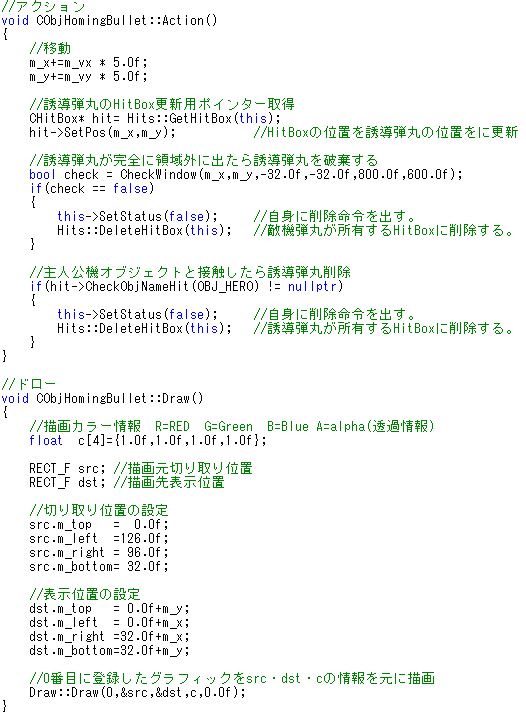 //アクション
void CObjHomingBullet::Action()
{
    //移動
    m_x+=m_vx * 5.0f;
    m_y+=m_vy * 5.0f;

    //誘導弾丸のHitBox更新用ポインター取得
    CHitBox* hit= Hits::GetHitBox(this);
    hit->SetPos(m_x,m_y);          //HitBoxの位置を誘導弾丸の位置をに更新

    //誘導弾丸が完全に領域外に出たら誘導弾丸を破棄する
    bool check = CheckWindow(m_x,m_y,-32.0f,-32.0f,800.0f,600.0f);
    if(check == false)
    {
        this->SetStatus(false);    //自身に削除命令を出す。
        Hits::DeleteHitBox(this);  //敵機弾丸が所有するHitBoxに削除する。
    }

    //主人公機オブジェクトと接触したら誘導弾丸削除
    if(hit->CheckObjNameHit(OBJ_HERO) != nullptr)
    {
        this->SetStatus(false);    //自身に削除命令を出す。
        Hits::DeleteHitBox(this);  //誘導弾丸が所有するHitBoxに削除する。
    }
}

//ドロー
void CObjHomingBullet::Draw()
{
    //描画カラー情報  R=RED  G=Green  B=Blue A=alpha(透過情報)
    float  c[4]={1.0f,1.0f,1.0f,1.0f};

    RECT_F src; //描画元切り取り位置
    RECT_F dst; //描画先表示位置

    //切り取り位置の設定
    src.m_top   =  0.0f;
    src.m_left  =126.0f;
    src.m_right = 96.0f;
    src.m_bottom= 32.0f;

    //表示位置の設定
    dst.m_top   = 0.0f+m_y;
    dst.m_left  = 0.0f+m_x;
    dst.m_right =32.0f+m_x;
    dst.m_bottom=32.0f+m_y;

    //0番目に登録したグラフィックをsrc・dst・cの情報を元に描画
    Draw::Draw(0,&src,&dst,c,0.0f);
}